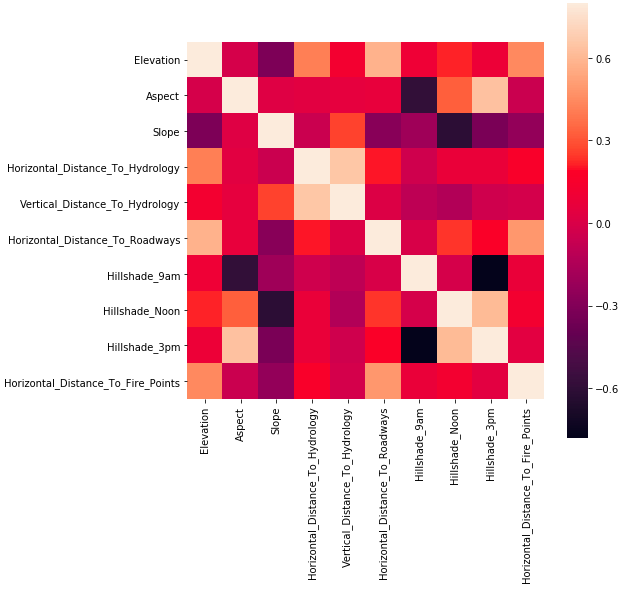 Elevation
Aspect
Slope
Horizontal_Distance_To_Hydrology
Vertical_Distance_To_Hydrology
Horizontal_Distance_To_Roadways
Hillshade_9am
Hillshade_Noon
Hillshade_3pm
Horizontal_Distance_To_Fire_Points
Elevation
Aspect
Slope
Horizontal_Distance_To_Hydrology
Vertical_Distance_To_Hydrology
Horizontal_Distance_To_Roadways
Hillshade_9am
Hillshade_Noon
Hillshade_3pm
Horizontal_Distance_To_Fire_Points
0.6
0.3
0.0
−0.3
−0.6